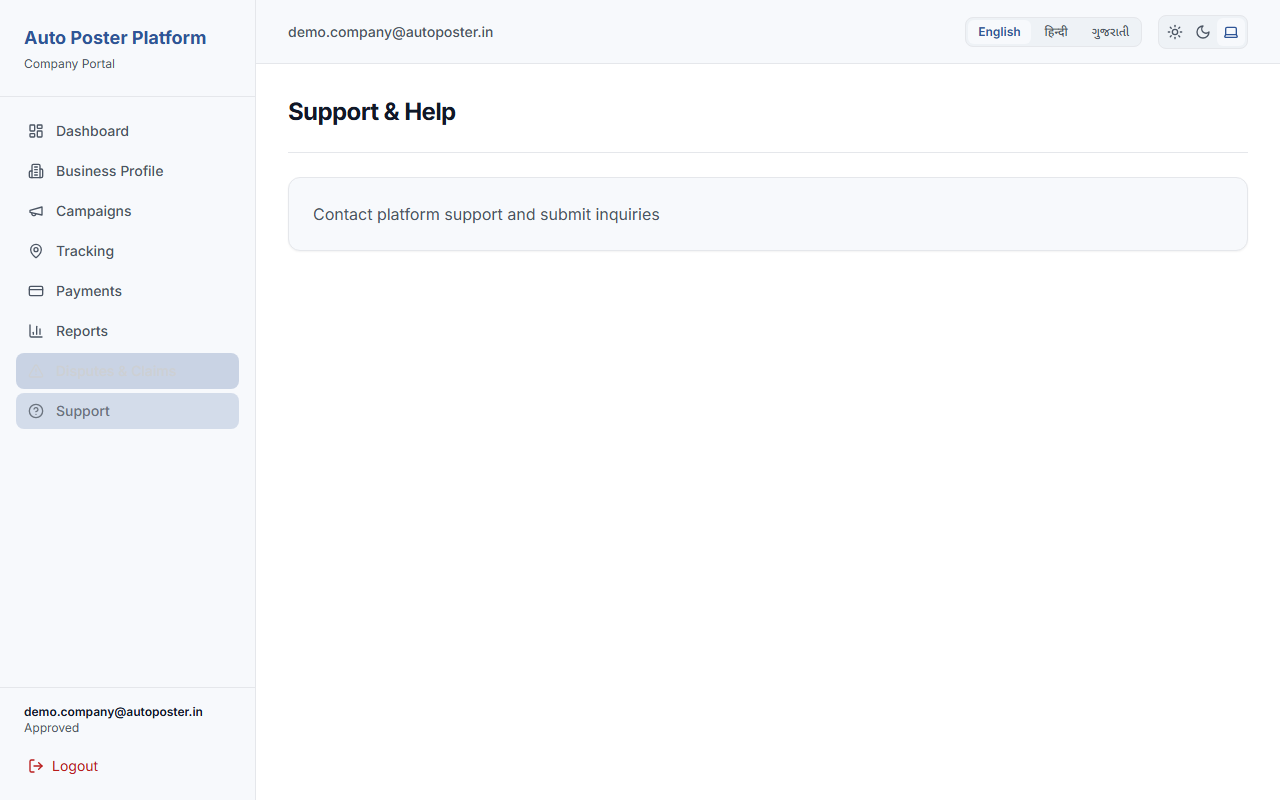 Auto Poster Platform
Company Portal
demo.company@autoposter.in
English
हिन्दी
ગુજરાતી
Dashboard
Business Profile
Campaigns
Tracking
Payments
Reports
Support
Support & Help
Contact platform support and submit inquiries
demo.company@autoposter.in
Approved
Logout